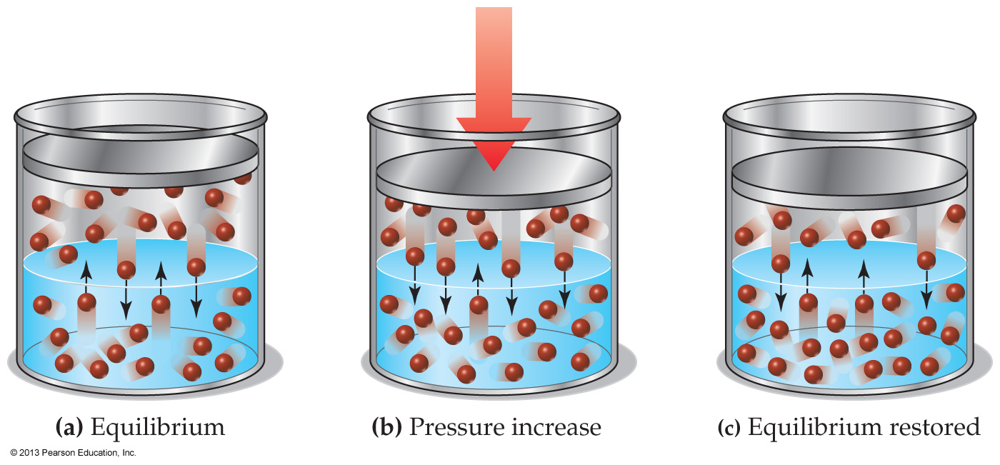 (a) Equilibrium
(b) Pressure increase
(c) Equilibrium restored
© 2013 Pearson Education, Inc.